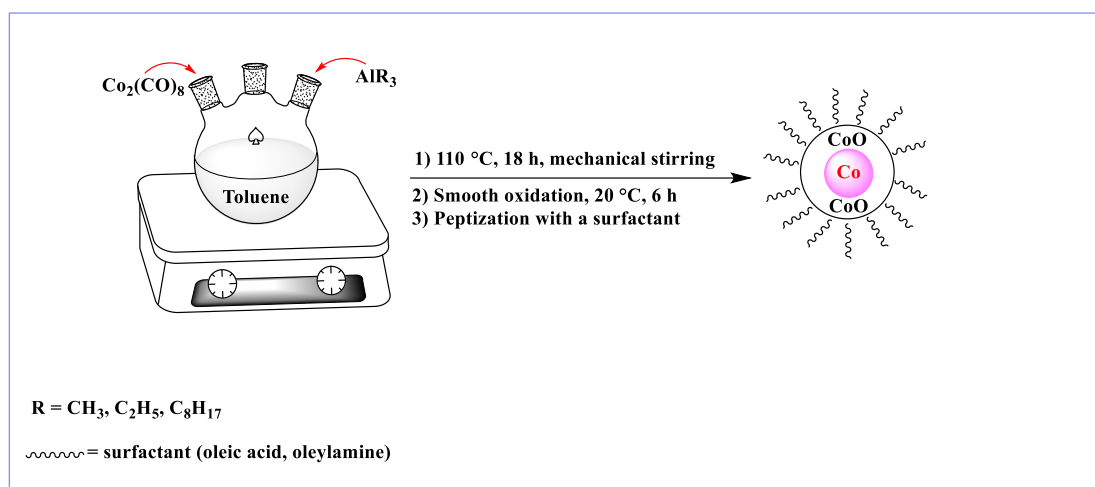 Co₂(CO)₈
AlR₃
Toluene
1) 110 °C, 18 h, mechanical stirring
2) Smooth oxidation, 20 °C, 6 h
3) Peptization with a surfactant
CoO
Co
CoO
R = CH₃, C₂H₅, C₈H₁₇
= surfactant (oleic acid, oleylamine)